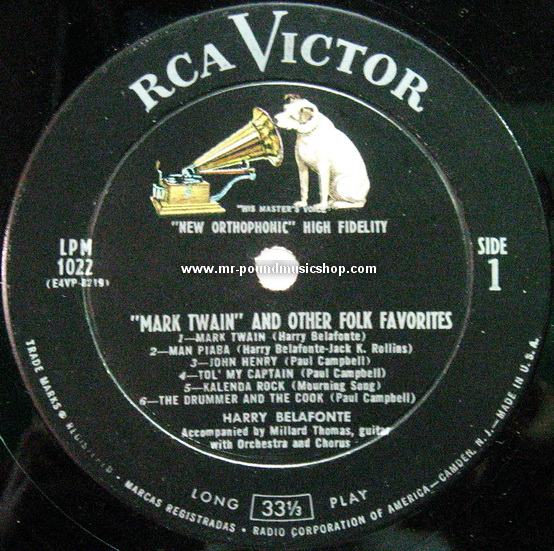 RCA VICTOR
"HIS MASTER'S VOICE"
"NEW ORTHOPHONIC" HIGH FIDELITY
LPM
1022
(E4VP-8219)
SIDE
1
www.mr-poundmusicshop.com
"MARK TWAIN" AND OTHER FOLK FAVORITES
1—MARK TWAIN (Harry Belafonte)
2—MAN PIABA (Harry Belafonte-Jack K. Rollins)
3—JOHN HENRY (Paul Campbell)
4—TOL' MY CAPTAIN (Paul Campbell)
5—KALENDA ROCK (Mourning Song)
6—THE DRUMMER AND THE COOK (Paul Campbell)
HARRY BELAFONTE
Accompanied by Millard Thomas, guitar
with Orchestra and Chorus
LONG 33⅓ PLAY
TRADE MARKS ® • MARCAS REGISTRADAS • RADIO CORPORATION OF AMERICA—CAMDEN, N. J.—MADE IN U.S.A.